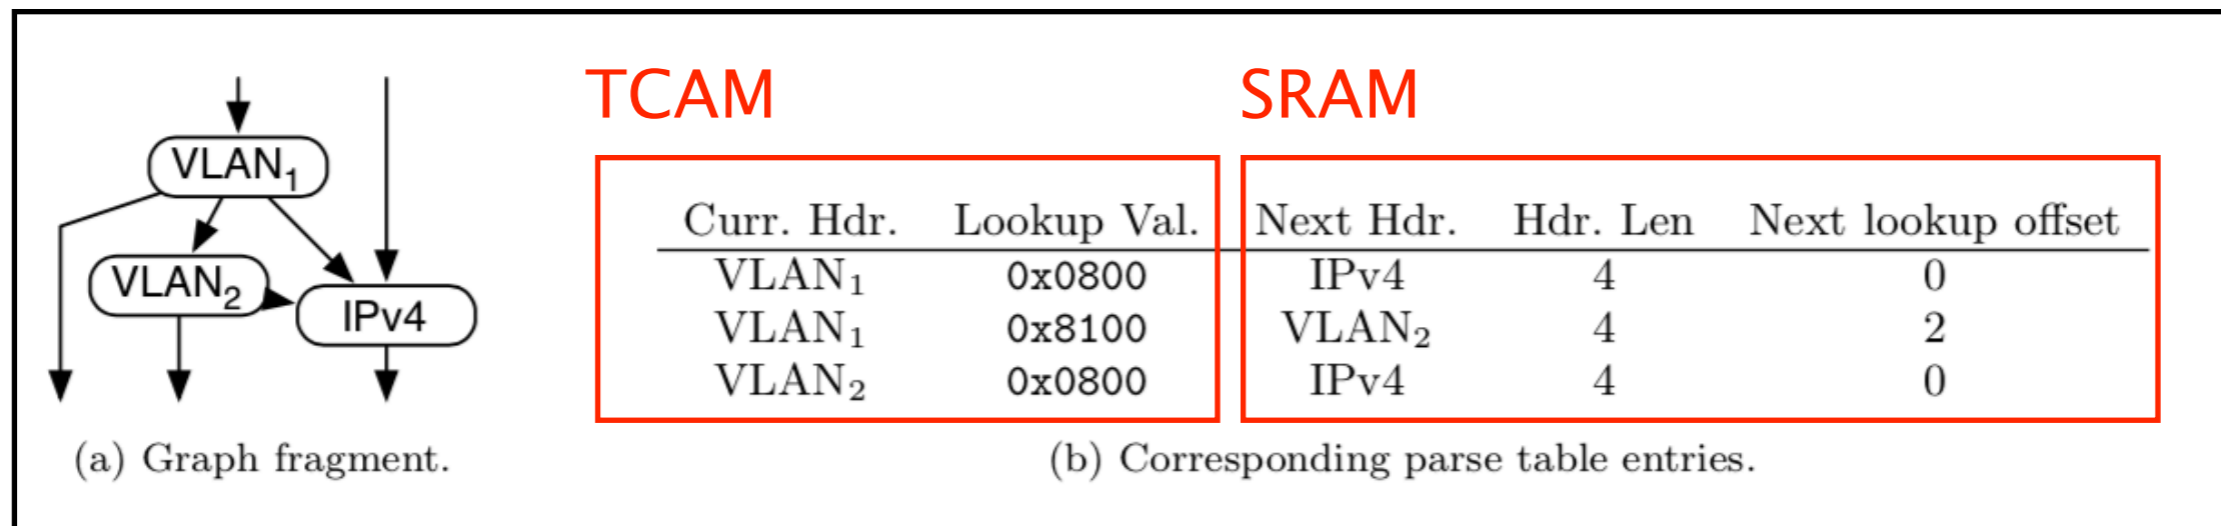 TCAM
SRAM
VLAN₁
VLAN₂
IPv4
Curr. Hdr. Lookup Val. Next Hdr. Hdr. Len Next lookup offset
VLAN₁ 0x0800 IPv4 4 0
VLAN₁ 0x8100 VLAN₂ 4 2
VLAN₂ 0x0800 IPv4 4 0
(a) Graph fragment.
(b) Corresponding parse table entries.